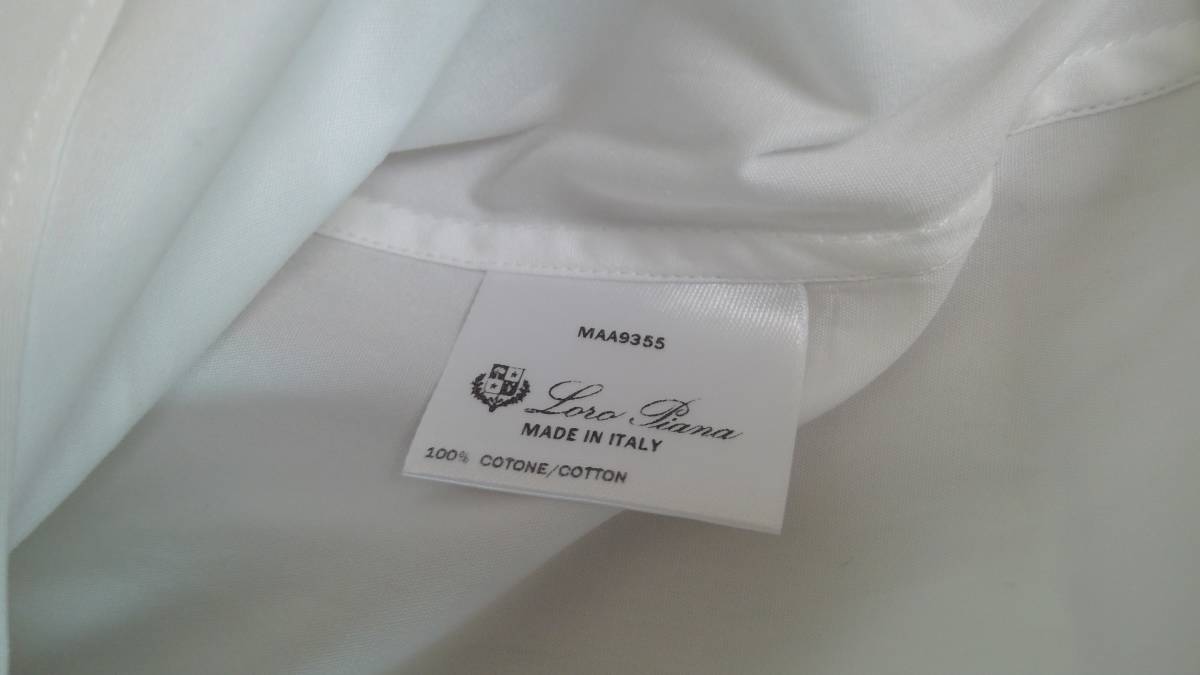 MAA9355
Loro Piana
MADE IN ITALY
100% COTONE/COTTON